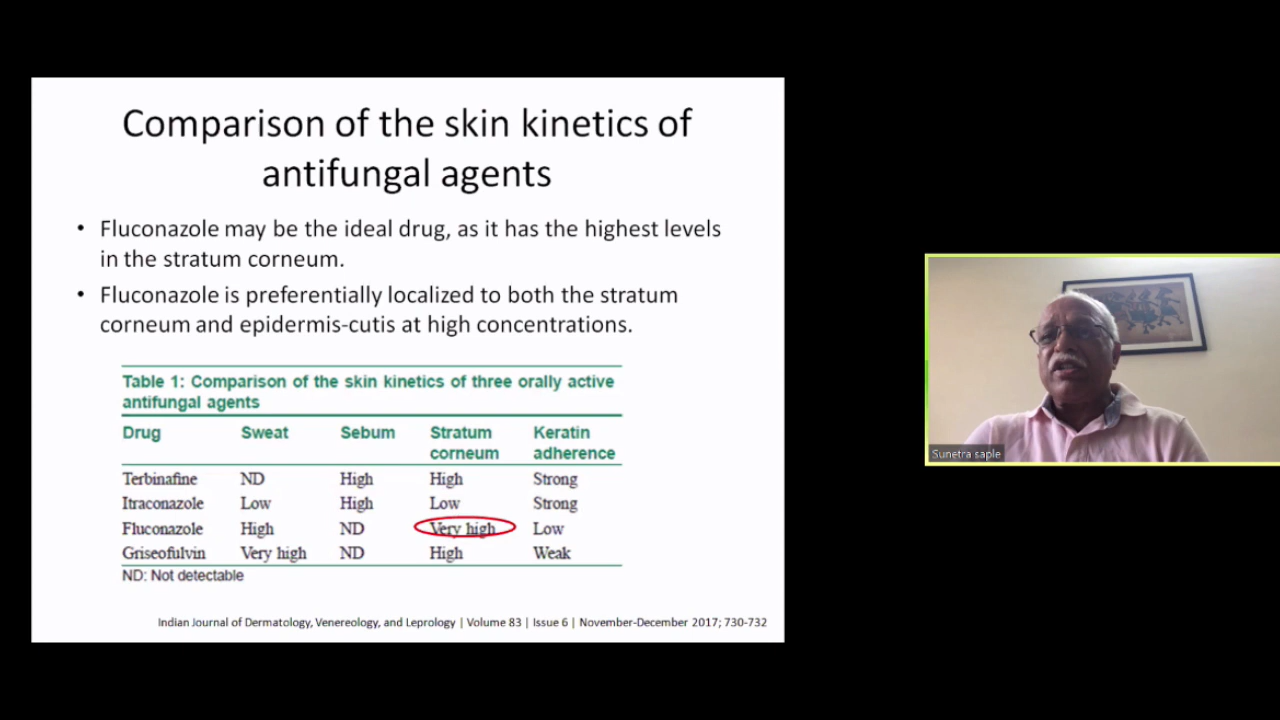 Comparison of the skin kinetics of
antifungal agents
• Fluconazole may be the ideal drug, as it has the highest levels
in the stratum corneum.
• Fluconazole is preferentially localized to both the stratum
corneum and epidermis-cutis at high concentrations.
Table 1: Comparison of the skin kinetics of three orally active
antifungal agents
Drug Sweat Sebum Stratum corneum Keratin adherence
Terbinafine ND High High Strong
Itraconazole Low High Low Strong
Fluconazole High ND Very high Low
Griseofulvin Very high ND High Weak
ND: Not detectable
Indian Journal of Dermatology, Venereology, and Leprology | Volume 83 | Issue 6 | November-December 2017; 730-732
Sunetra saple